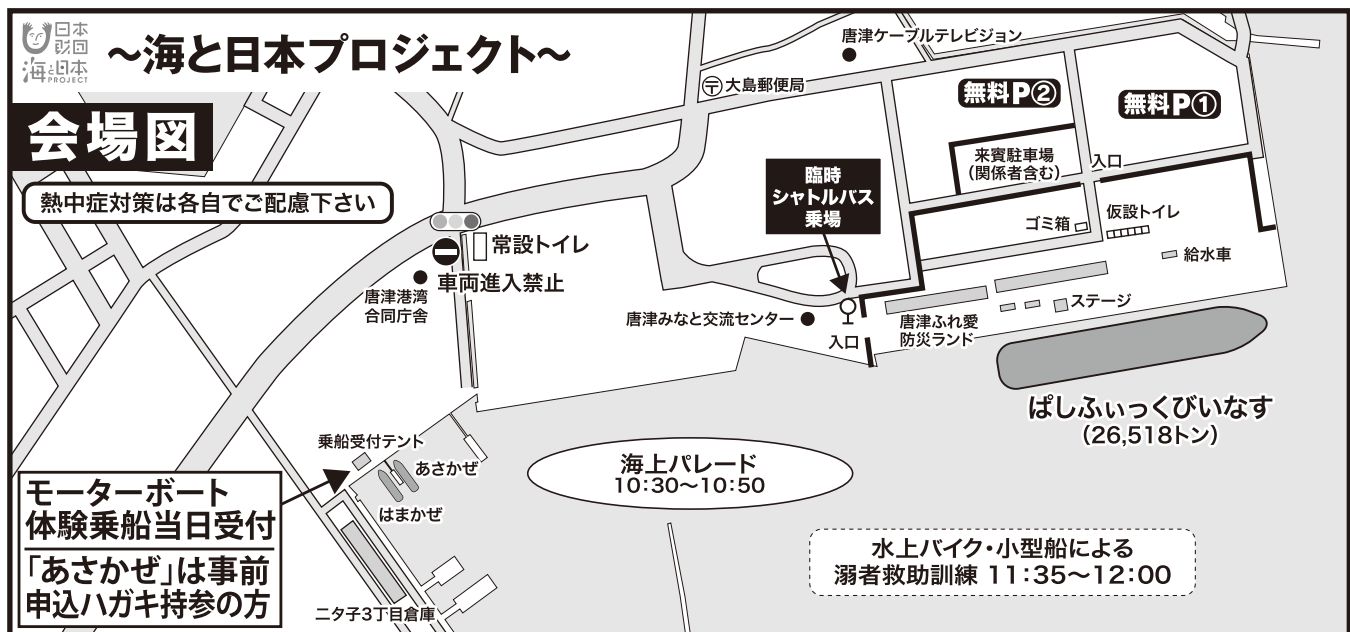 日本
財団
海と日本
PROJECT
～海と日本プロジェクト～
会場図
熱中症対策は各自でご配慮下さい
唐津ケーブルテレビジョン
〒大島郵便局
無料P②
無料P①
来賓駐車場
(関係者含む)
入口
臨時
シャトルバス
乗場
ゴミ箱
仮設トイレ
給水車
常設トイレ
車両進入禁止
唐津港湾
合同庁舎
唐津みなと交流センター
入口
唐津ふれ愛
防災ランド
ステージ
ぱしふぃっくびいなす
(26,518トン)
乗船受付テント
あさかぜ
はまかぜ
海上パレード
10:30～10:50
モーターボート
体験乗船当日受付
「あさかぜ」は事前
申込ハガキ持参の方
水上バイク・小型船による
溺者救助訓練 11:35～12:00
二タ子3丁目倉庫